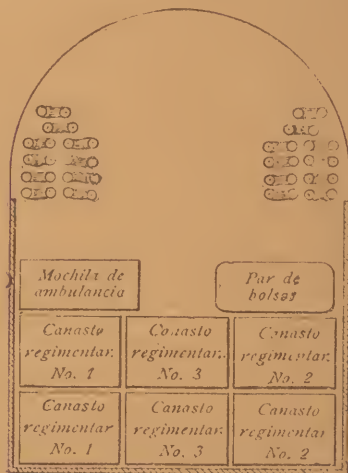 Mochila de
ambulancia
Par de
bolsas
Canasto
regimentar.
No. 1
Canasto
regimentar.
No. 3
Canasto
regimentar.
No. 2
Canasto
regimentar
No. 1
Canasto
regimentar
No. 3
Canasto
regimentar
No. 2